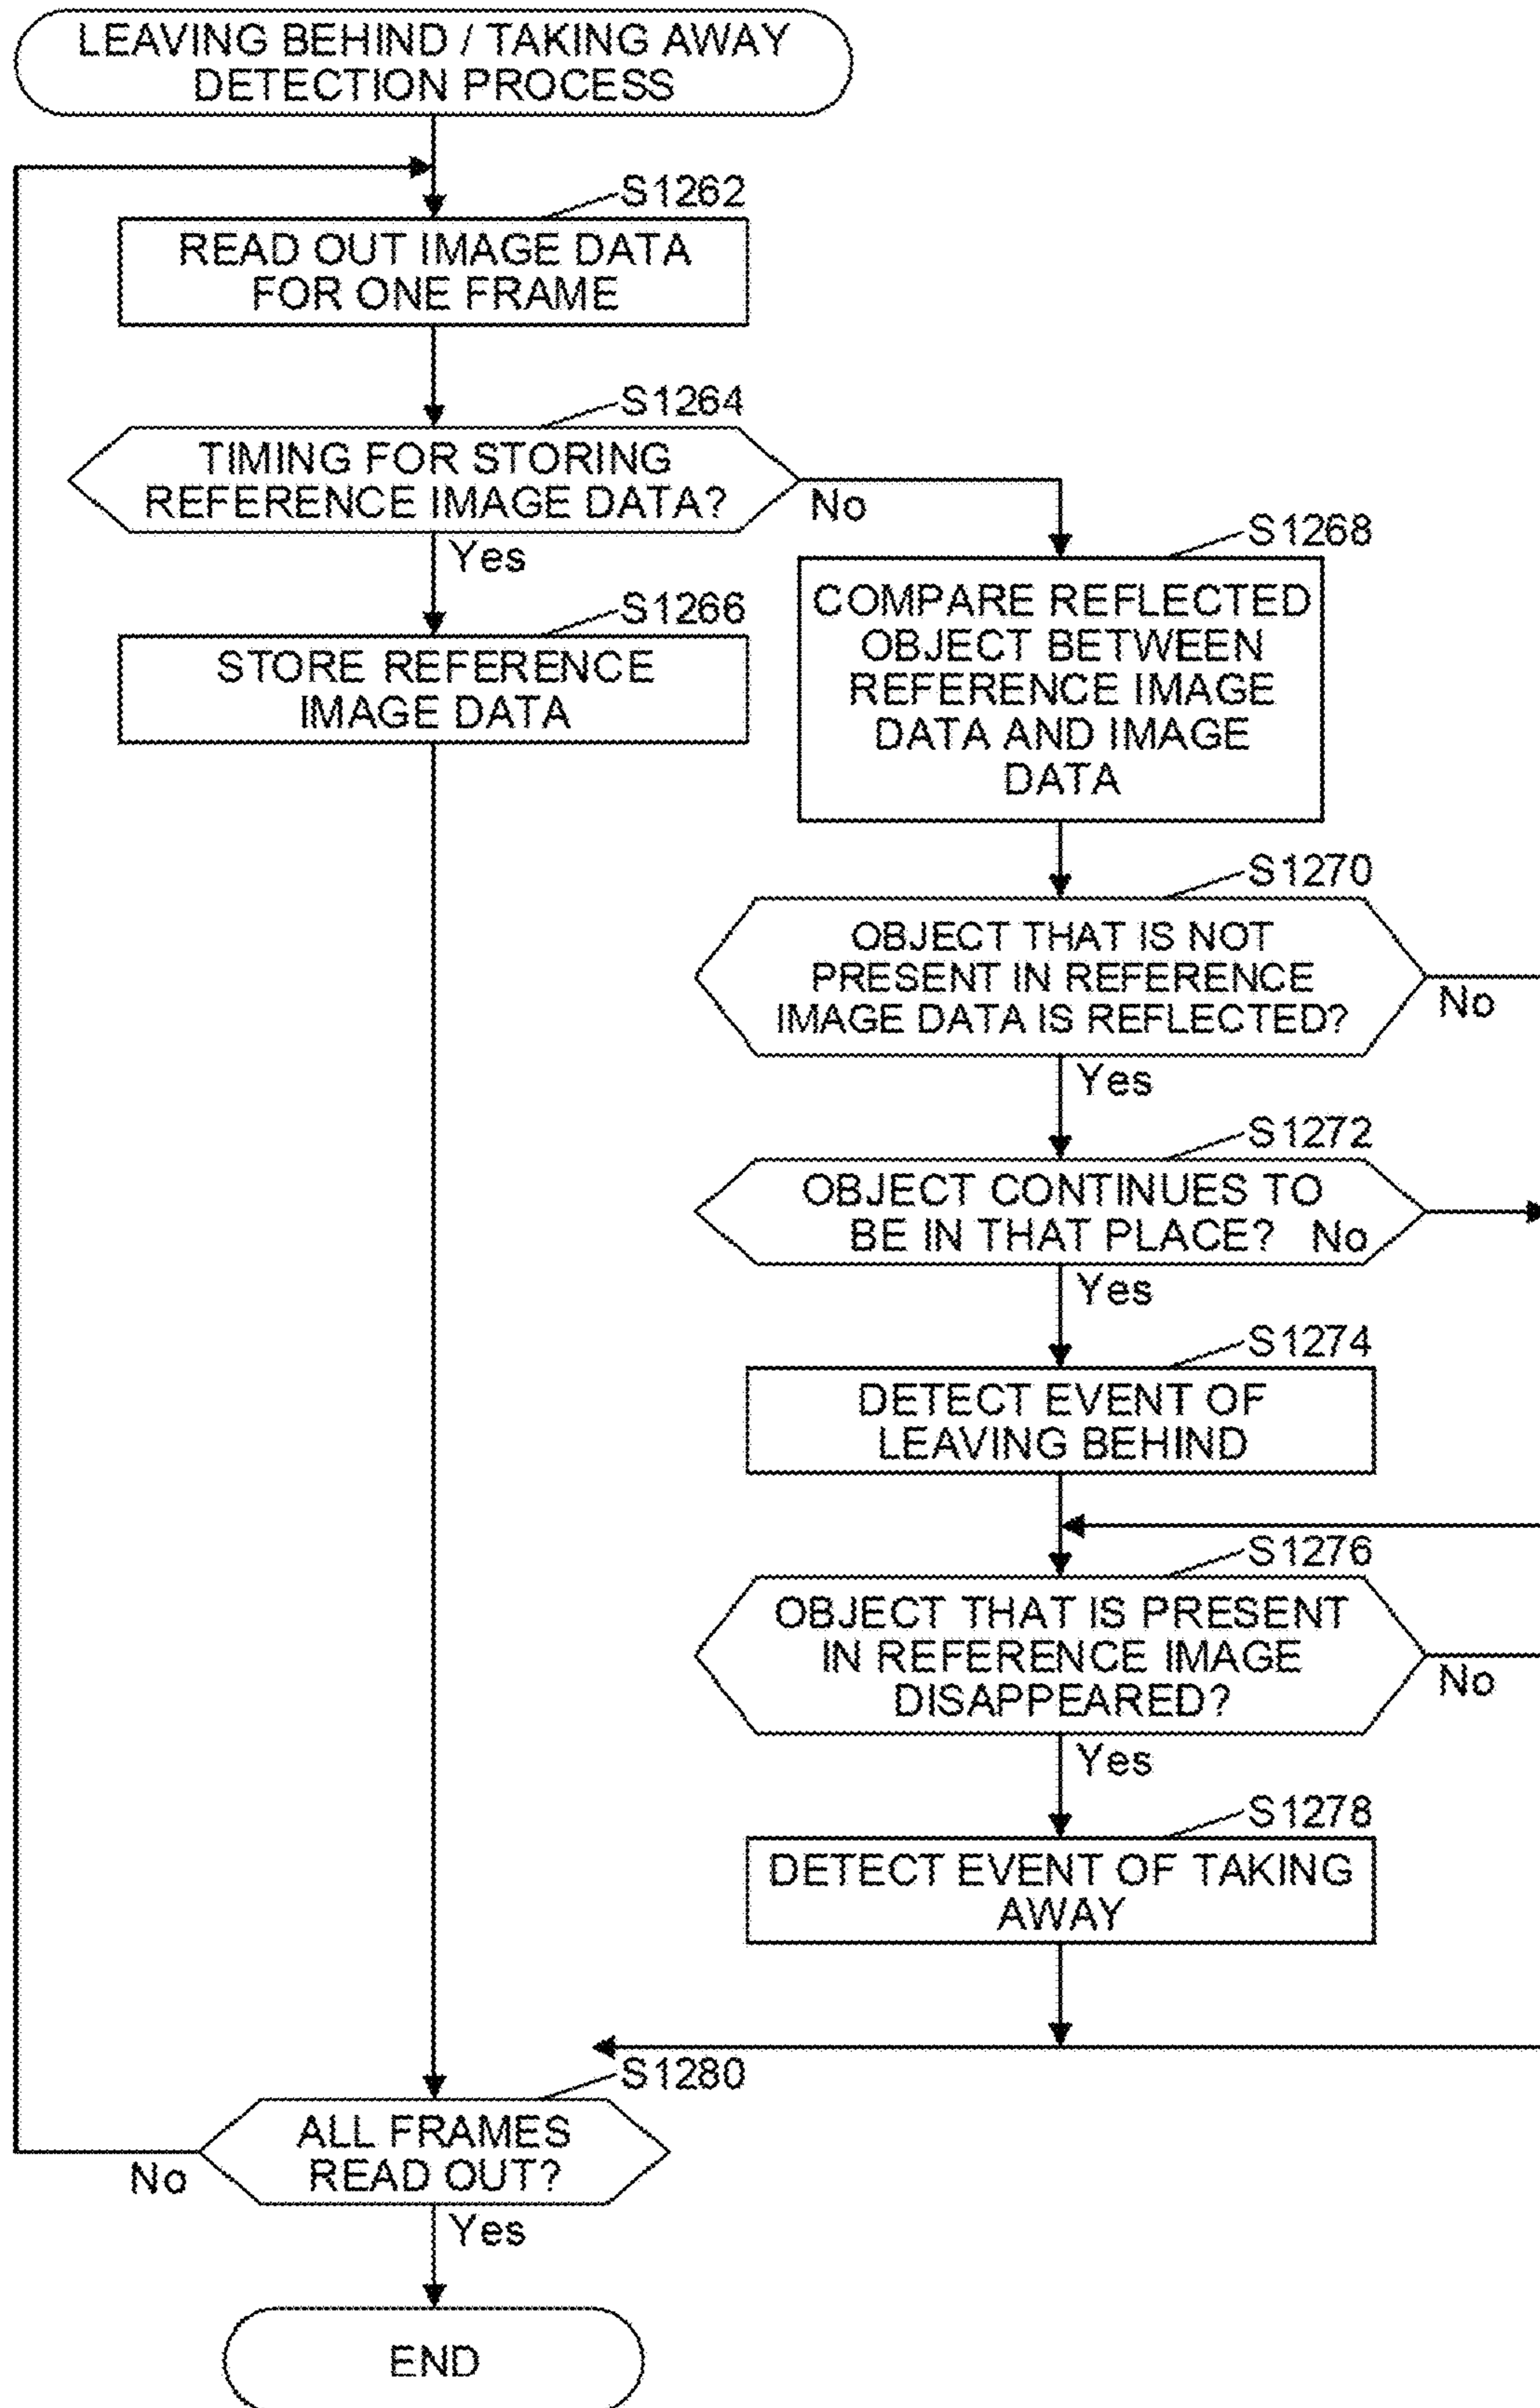 LEAVING BEHIND / TAKING AWAY
DETECTION PROCESS
S1262
READ OUT IMAGE DATA
FOR ONE FRAME
S1264
TIMING FOR STORING
REFERENCE IMAGE DATA?
No
Yes
S1266
STORE REFERENCE
IMAGE DATA
S1268
COMPARE REFLECTED
OBJECT BETWEEN
REFERENCE IMAGE
DATA AND IMAGE
DATA
S1270
OBJECT THAT IS NOT
PRESENT IN REFERENCE
IMAGE DATA IS REFLECTED?
No
Yes
S1272
OBJECT CONTINUES TO
BE IN THAT PLACE? No
Yes
S1274
DETECT EVENT OF
LEAVING BEHIND
S1276
OBJECT THAT IS PRESENT
IN REFERENCE IMAGE
DISAPPEARED?
No
Yes
S1278
DETECT EVENT OF TAKING
AWAY
S1280
ALL FRAMES
READ OUT?
No
Yes
END